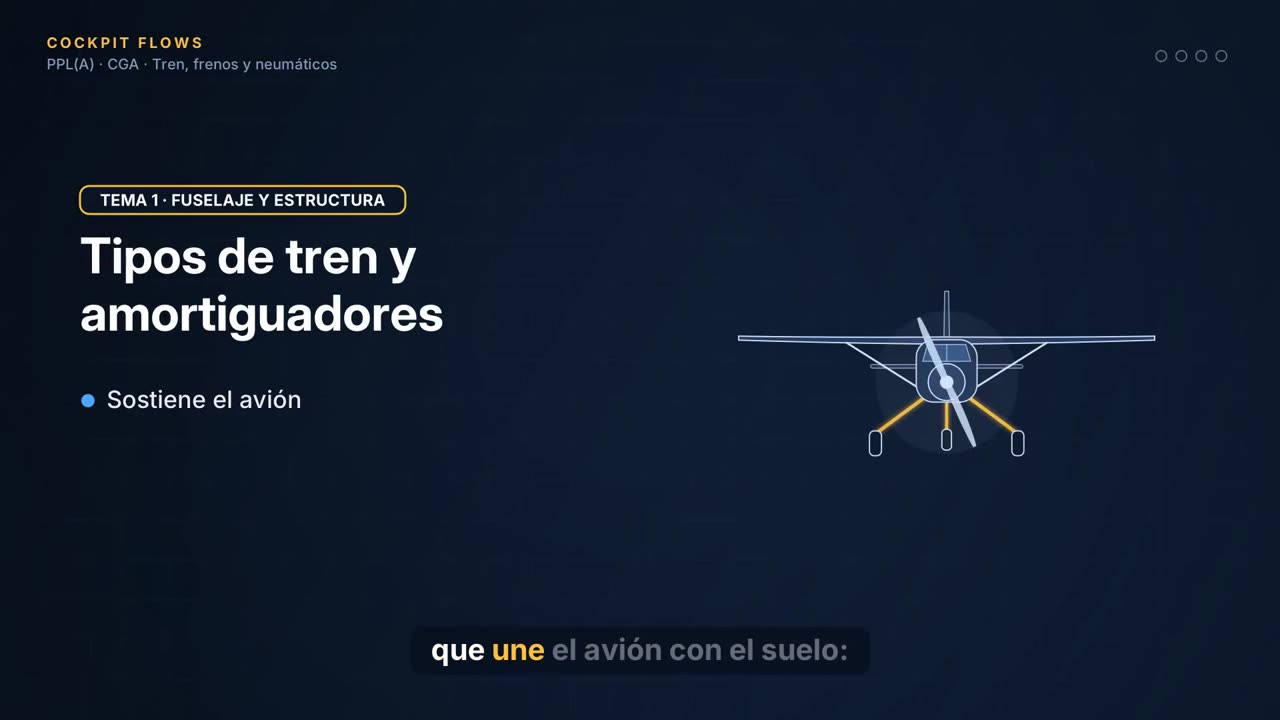 COCKPIT FLOWS
PPL(A) · CGA · Tren, frenos y neumáticos
TEMA 1 · FUSELAJE Y ESTRUCTURA
Tipos de tren y
amortiguadores
Sostiene el avión
que une el avión con el suelo: